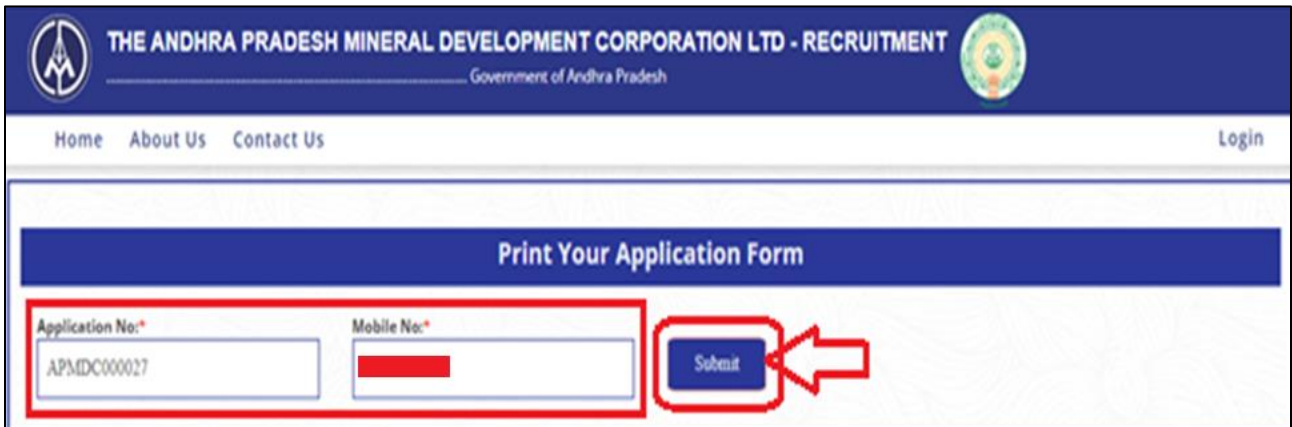 THE ANDHRA PRADESH MINERAL DEVELOPMENT CORPORATION LTD - RECRUITMENT
Government of Andhra Pradesh
Home About Us Contact Us Login
Print Your Application Form
Application No:* Mobile No:*
APMDC000027 Submit